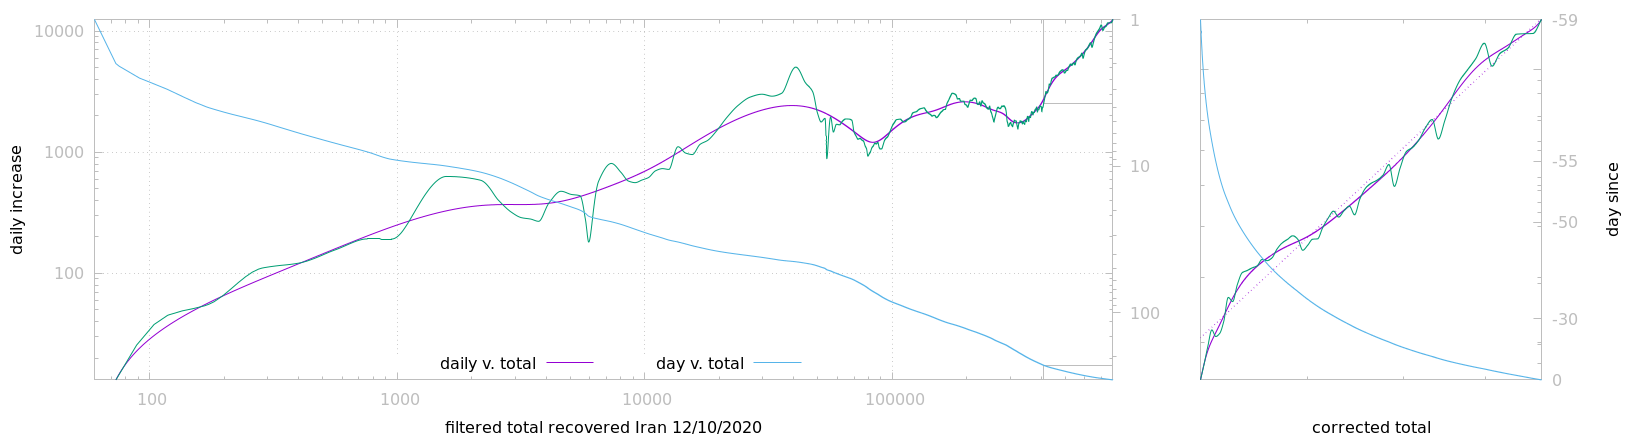 10000
1000
100
daily increase
1
10
100
daily v. total
day v. total
100
1000
10000
100000
filtered total recovered Iran 12/10/2020
-59
-55
-50
-30
0
day since
corrected total